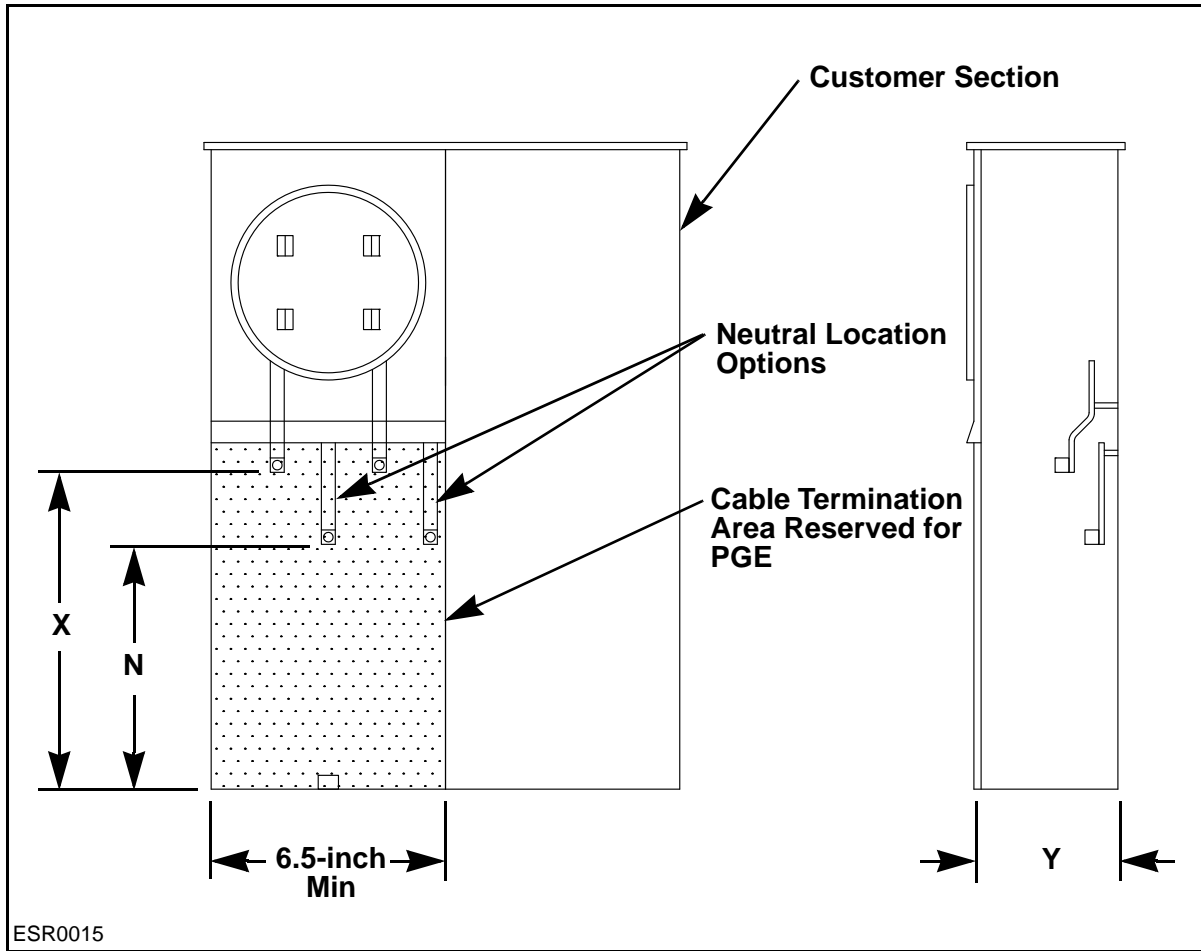 Customer Section
Neutral Location
Options
Cable Termination
Area Reserved for
PGE
X
N
6.5-inch
Min
Y
ESR0015